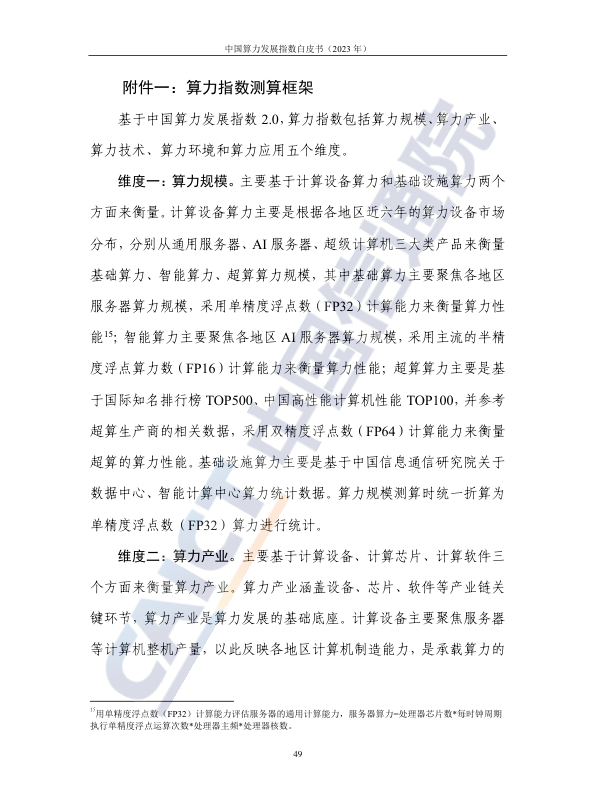 中国算力发展指数白皮书（2023 年）
附件一：算力指数测算框架
基于中国算力发展指数 2.0，算力指数包括算力规模、算力产业、
算力技术、算力环境和算力应用五个维度。
维度一：算力规模。主要基于计算设备算力和基础设施算力两个
方面来衡量。计算设备算力主要是根据各地区近六年的算力设备市场
分布，分别从通用服务器、AI 服务器、超级计算机三大类产品来衡量
基础算力、智能算力、超算算力规模，其中基础算力主要聚焦各地区
服务器算力规模，采用单精度浮点数（FP32）计算能力来衡量算力性
能15；智能算力主要聚焦各地区 AI 服务器算力规模，采用主流的半精
度浮点算力数（FP16）计算能力来衡量算力性能；超算算力主要是基
于国际知名排行榜 TOP500、中国高性能计算机性能 TOP100，并参考
超算生产商的相关数据，采用双精度浮点数（FP64）计算能力来衡量
超算的算力性能。基础设施算力主要是基于中国信息通信研究院关于
数据中心、智能计算中心算力统计数据。算力规模测算时统一折算为
单精度浮点数（FP32）算力进行统计。
维度二：算力产业。主要基于计算设备、计算芯片、计算软件三
个方面来衡量算力产业。算力产业涵盖设备、芯片、软件等产业链关
键环节，算力产业是算力发展的基础底座。计算设备主要聚焦服务器
等计算机整机产量，以此反映各地区计算机制造能力，是承载算力的
15用单精度浮点数（FP32）计算能力评估服务器的通用计算能力，服务器算力=处理器芯片数*每时钟周期
执行单精度浮点运算次数*处理器主频*处理器核数。
49
CAICT 中国信通院